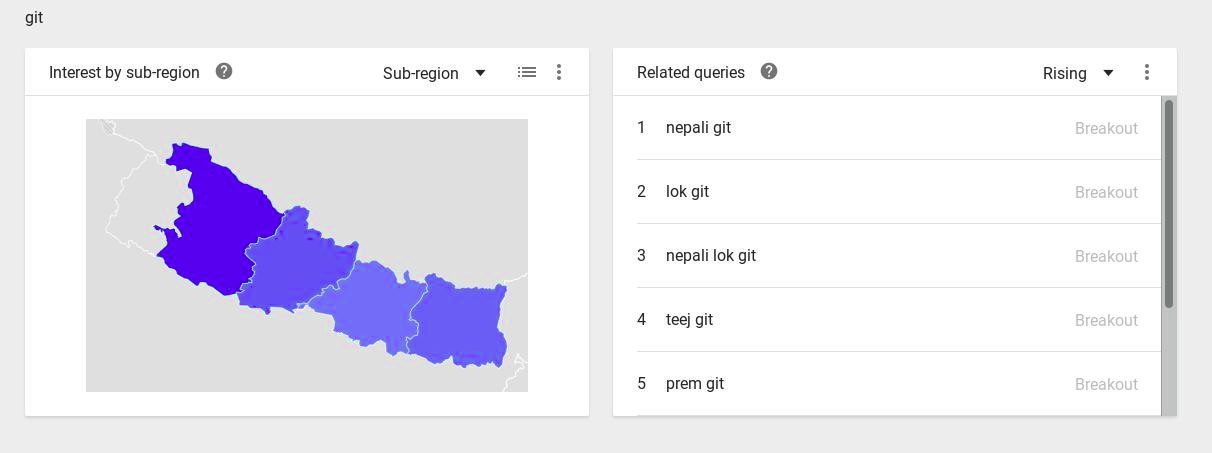 git
Interest by sub-region
Sub-region
Related queries
Rising
1 nepali git Breakout
2 lok git Breakout
3 nepali lok git Breakout
4 teej git Breakout
5 prem git Breakout